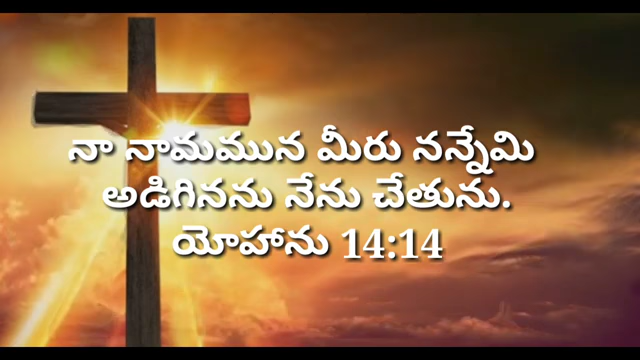 నా నామమున మీరు నన్నేమి
అడిగినను నేను చేతును.
యోహాను 14:14